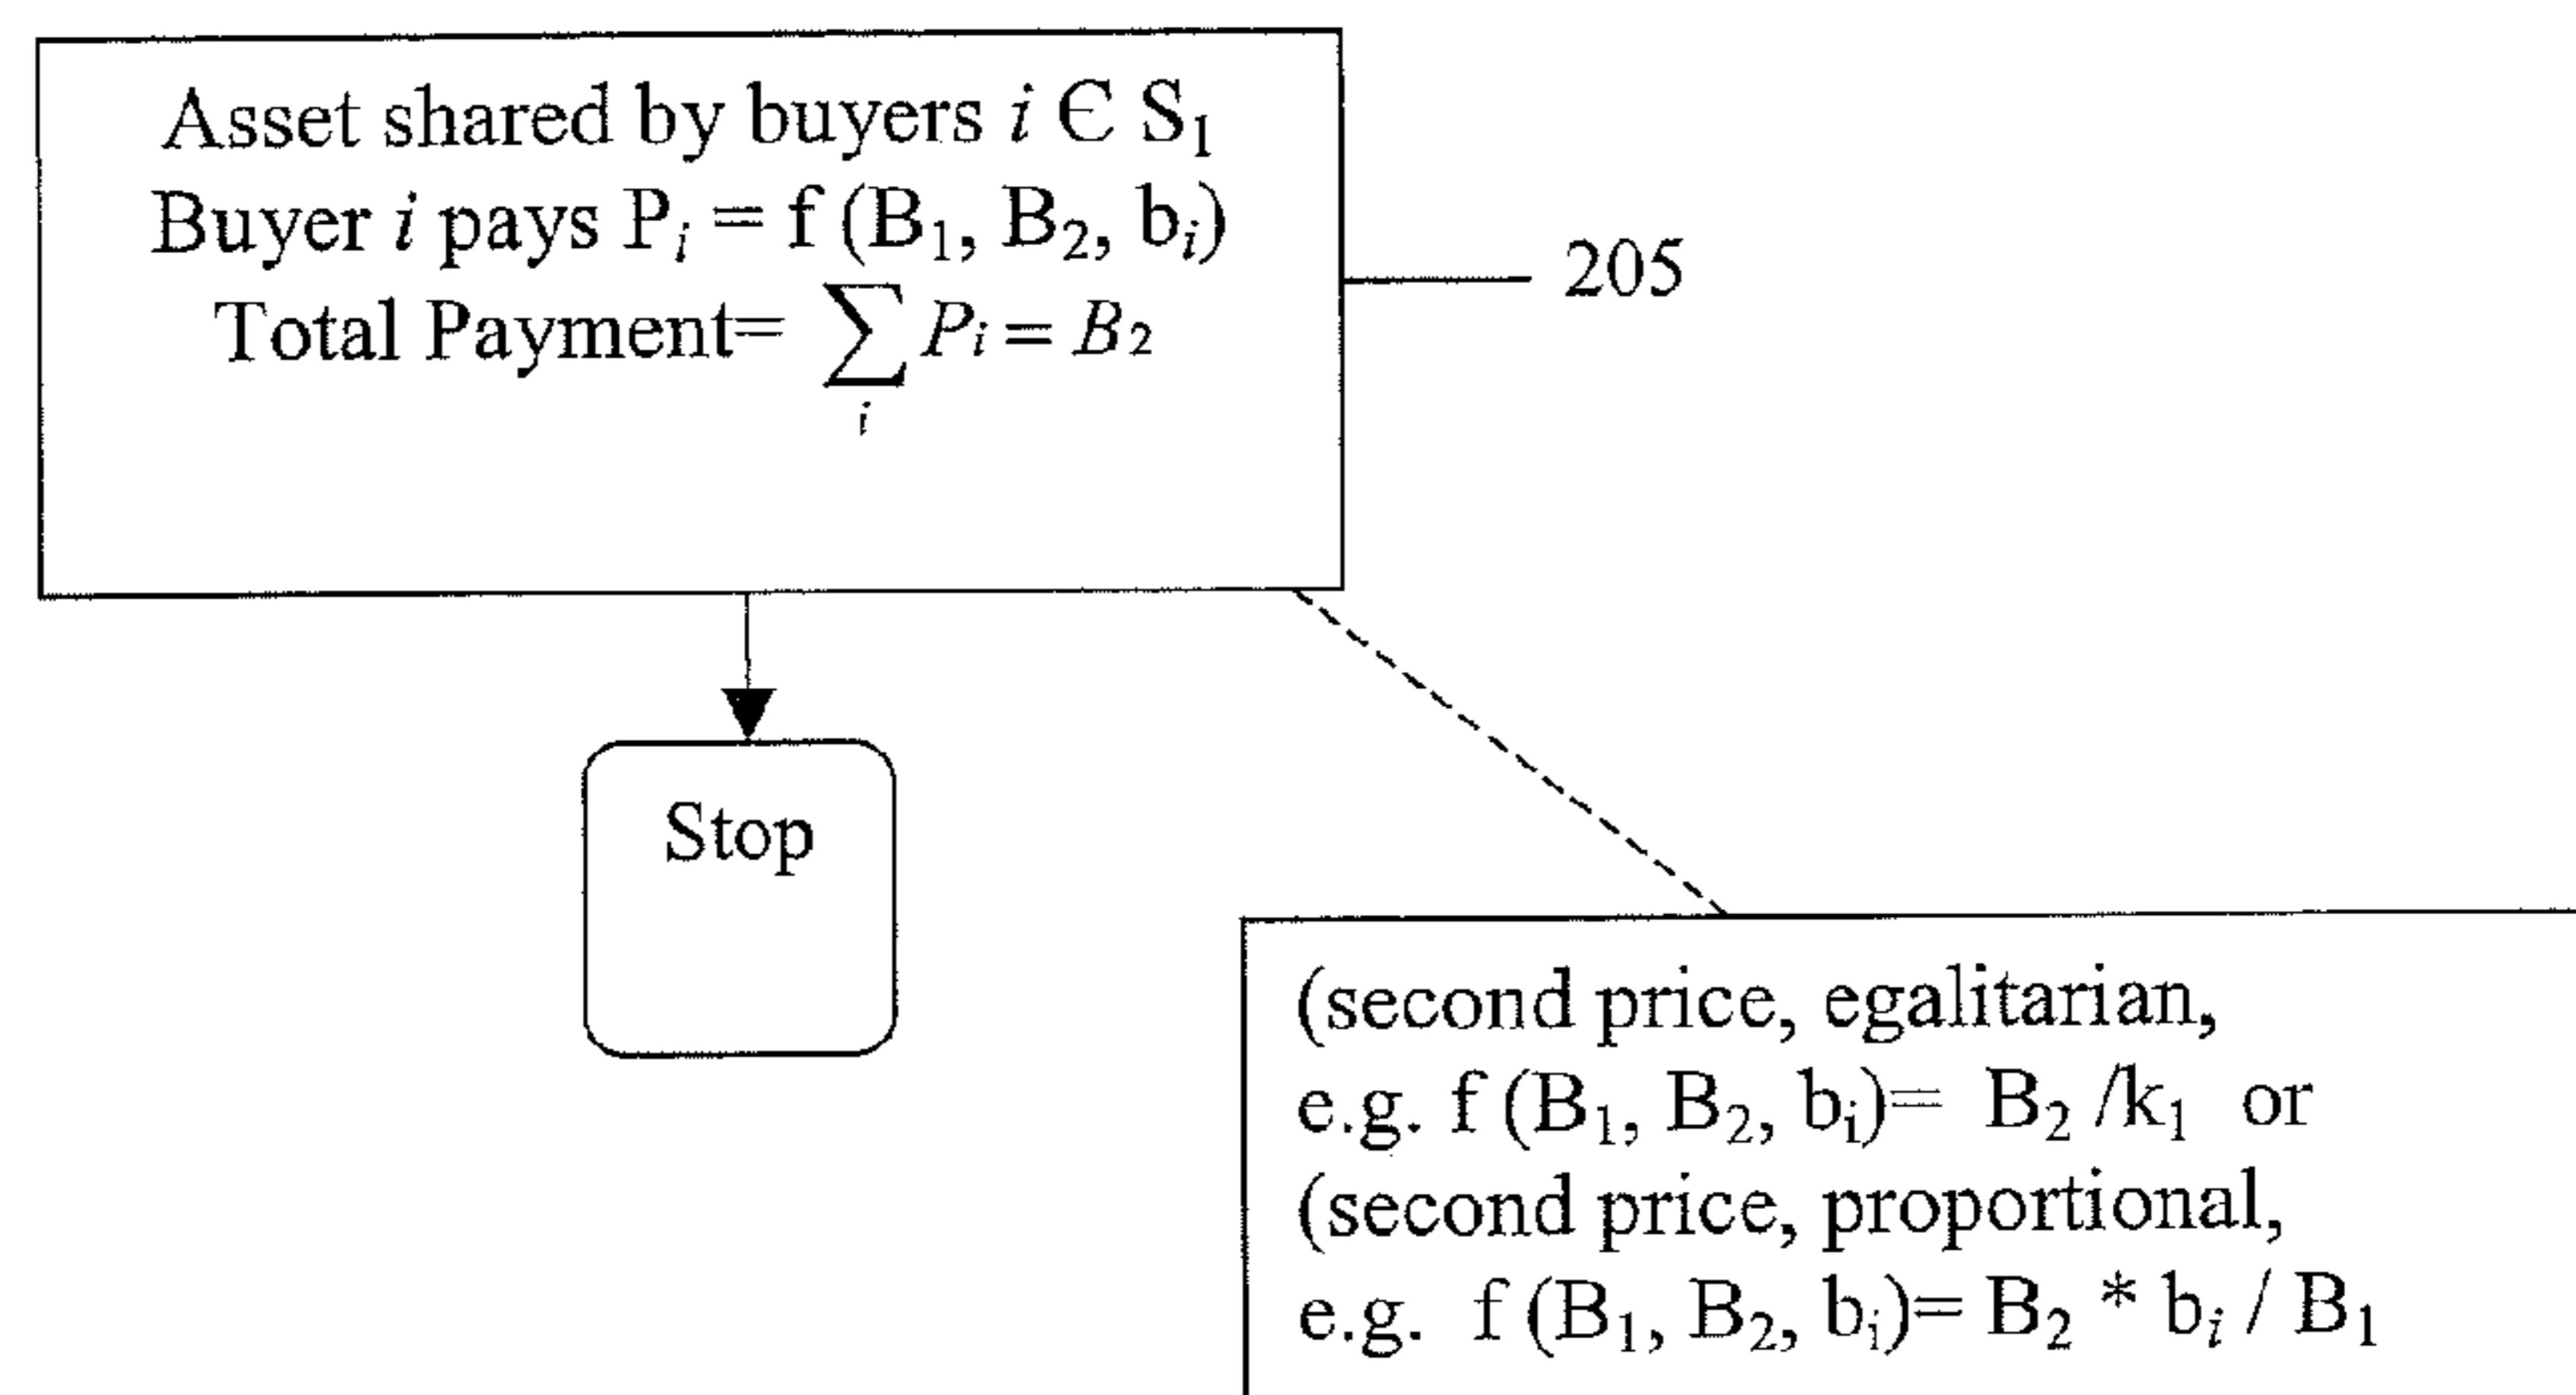 Asset shared by buyers i Є S₁
Buyer i pays Pᵢ = f (B₁, B₂, bᵢ)
Total Payment= ∑ Pᵢ = B₂
i
205
Stop
(second price, egalitarian,
e.g. f (B₁, B₂, bᵢ)= B₂ /k₁ or
(second price, proportional,
e.g. f (B₁, B₂, bᵢ)= B₂ * bᵢ / B₁